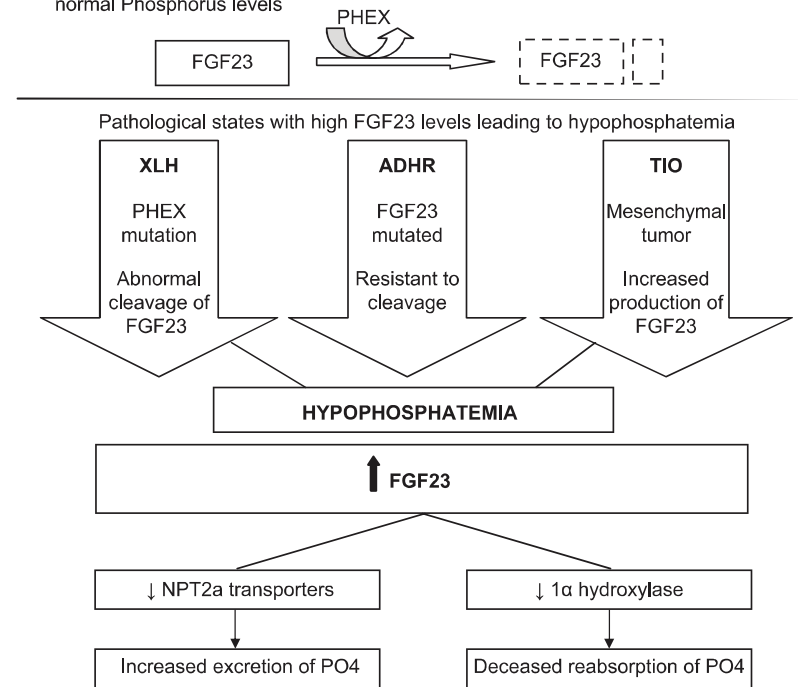 normal Phosphorus levels
PHEX
FGF23
FGF23
Pathological states with high FGF23 levels leading to hypophosphatemia
XLH
PHEX
mutation
Abnormal
cleavage of
FGF23
ADHR
FGF23
mutated
Resistant to
cleavage
TIO
Mesenchymal
tumor
Increased
production of
FGF23
HYPOPHOSPHATEMIA
⬆ FGF23
↓ NPT2a transporters
↓ 1α hydroxylase
Increased excretion of PO4
Deceased reabsorption of PO4